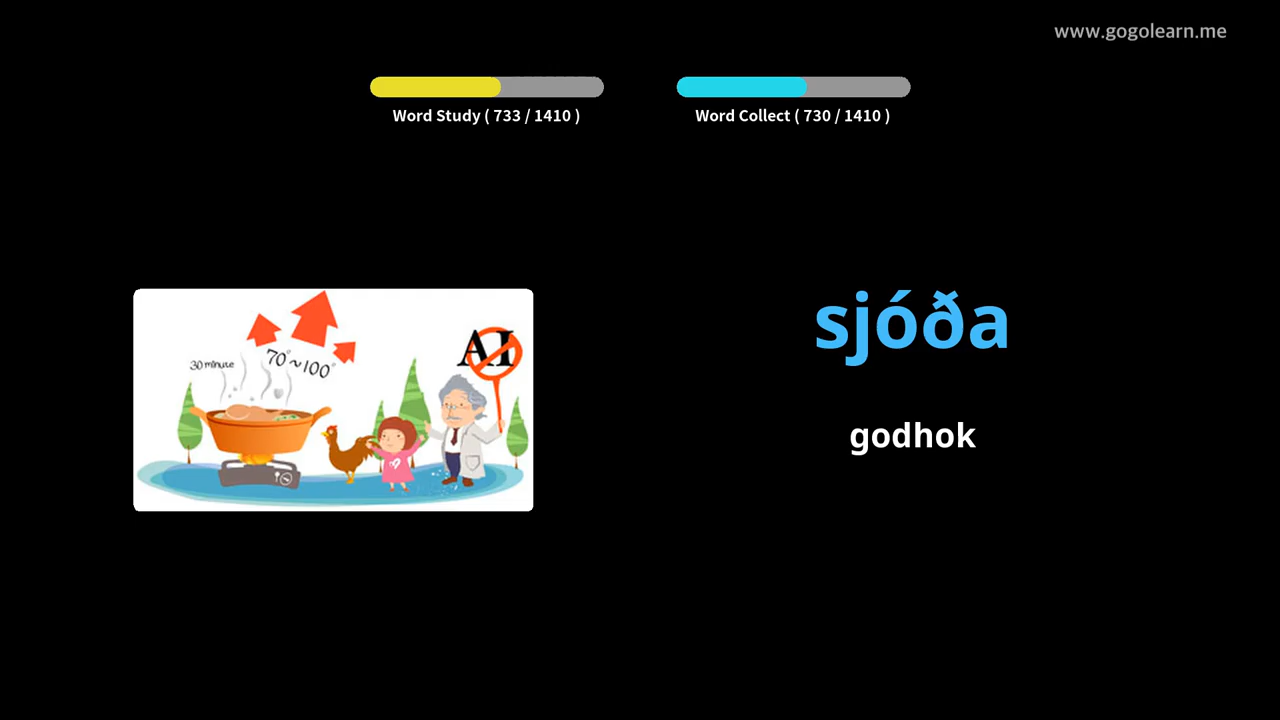 www.gogolearn.me
Word Study ( 733 / 1410 )
Word Collect ( 730 / 1410 )
30 minute
70°~100°
AI
sjóða
godhok